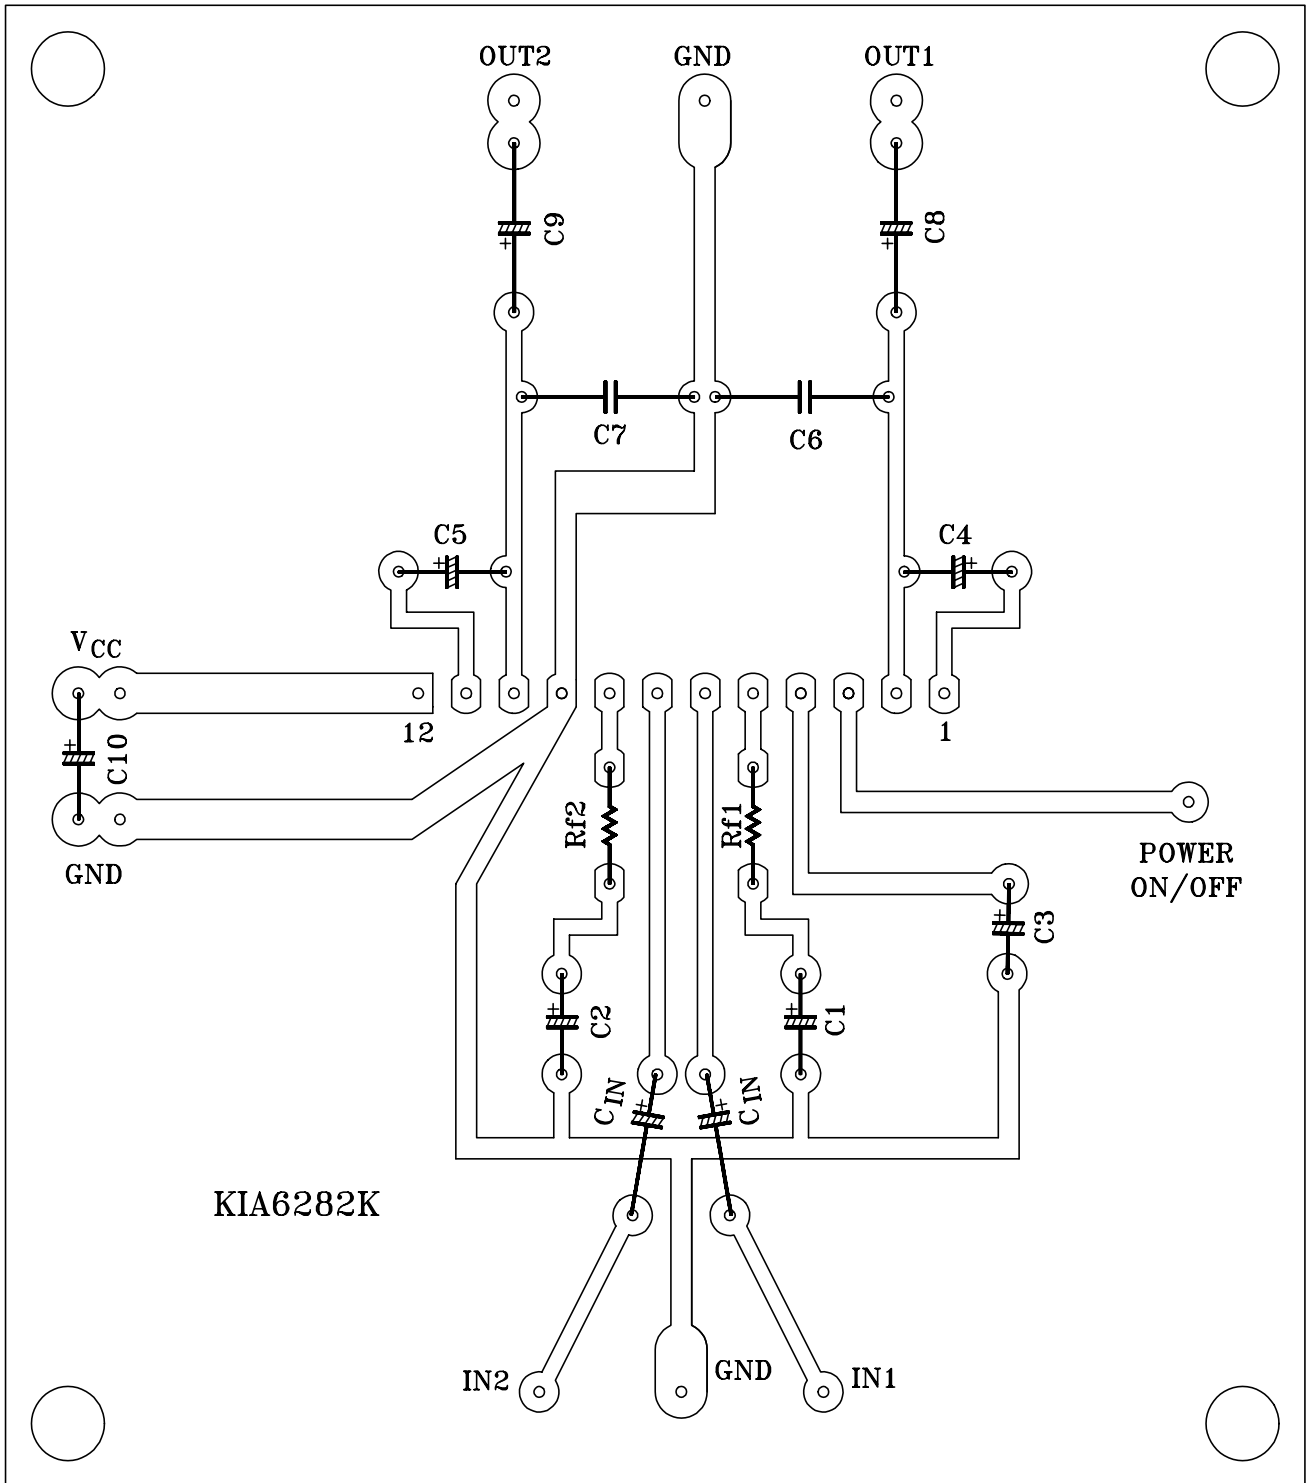 OUT2 GND OUT1
C9 C8
C7 C6
C5 C4
VCC
12 1
C10
Rf2 Rf1
GND
POWER
ON/OFF
C3
C2 C1
CIN CIN
KIA6282K
IN2 GND IN1